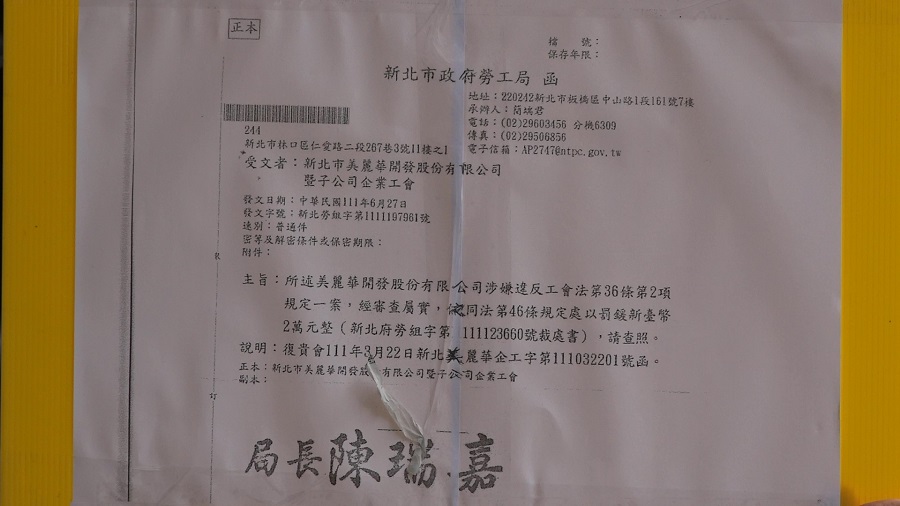 正本
檔　　號：
保存年限：
新北市政府勞工局 函
地址：220242新北市板橋區中山路1段161號7樓
承辦人：簡瑞君
電話：(02)29603456 分機6309
傳真：(02)29506856
電子信箱：AP2747@ntpc.gov.tw
244
新北市林口區仁愛路二段267巷3號11樓之1
受文者：新北市美麗華開發股份有限公司
暨子公司企業工會
發文日期：中華民國111年6月27日
發文字號：新北勞組字第1111197961號
速別：普通件
密等及解密條件或保密期限：
附件：
主旨：所述美麗華開發股份有限公司涉嫌違反工會法第36條第2項
規定一案，經審查屬實，依同法第46條規定處以罰鍰新臺幣
2萬元整（新北府勞組字第 111123660號裁處書），請查照。
說明：復貴會111年3月22日新北美麗華企工字第111032201號函。
正本：新北市美麗華開發股份有限公司暨子公司企業工會
副本：
訂
局長陳瑞嘉